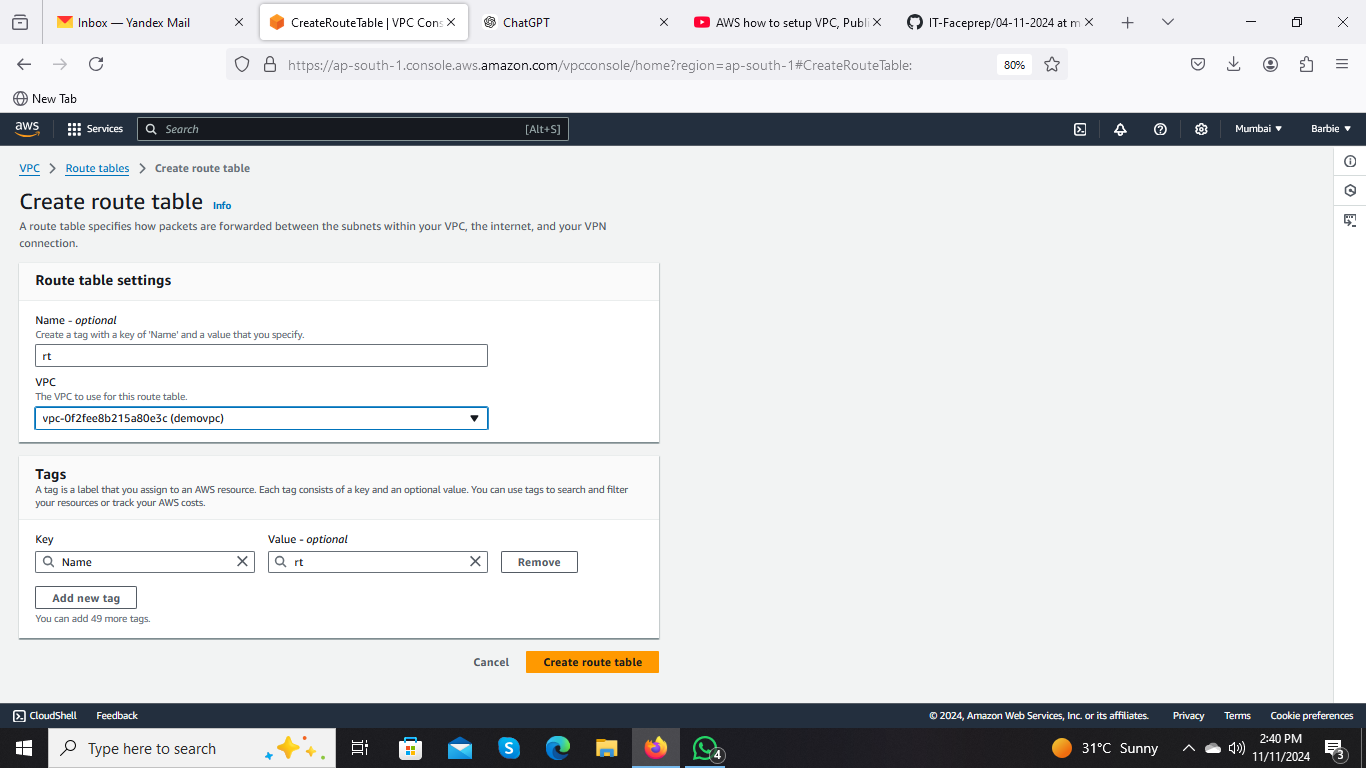 Inbox — Yandex Mail
CreateRouteTable | VPC Cons
ChatGPT
AWS how to setup VPC, Publi
IT-Faceprep/04-11-2024 at m
https://ap-south-1.console.aws.amazon.com/vpcconsole/home?region=ap-south-1#CreateRouteTable:
80%
New Tab
aws
Services
Search
[Alt+S]
Mumbai
Barbie
VPC
Route tables
Create route table
Create route table
Info
A route table specifies how packets are forwarded between the subnets within your VPC, the internet, and your VPN
connection.
Route table settings
Name - optional
Create a tag with a key of 'Name' and a value that you specify.
rt
VPC
The VPC to use for this route table.
vpc-0f2fee8b215a80e3c (demovpc)
Tags
A tag is a label that you assign to an AWS resource. Each tag consists of a key and an optional value. You can use tags to search and filter
your resources or track your AWS costs.
Key
Value - optional
Name
rt
Remove
Add new tag
You can add 49 more tags.
Cancel
Create route table
CloudShell
Feedback
© 2024, Amazon Web Services, Inc. or its affiliates.
Privacy
Terms
Cookie preferences
Type here to search
4
31°C Sunny
2:40 PM
11/11/2024
3